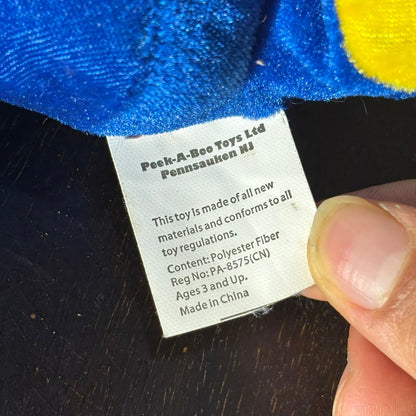 Peek-A-Boo Toys Ltd
Pennsauken NJ
This toy is made of all new
materials and conforms to all
toy regulations.
Content: Polyester Fiber
Reg No: PA-8575(CN)
Ages 3 and Up.
Made in China